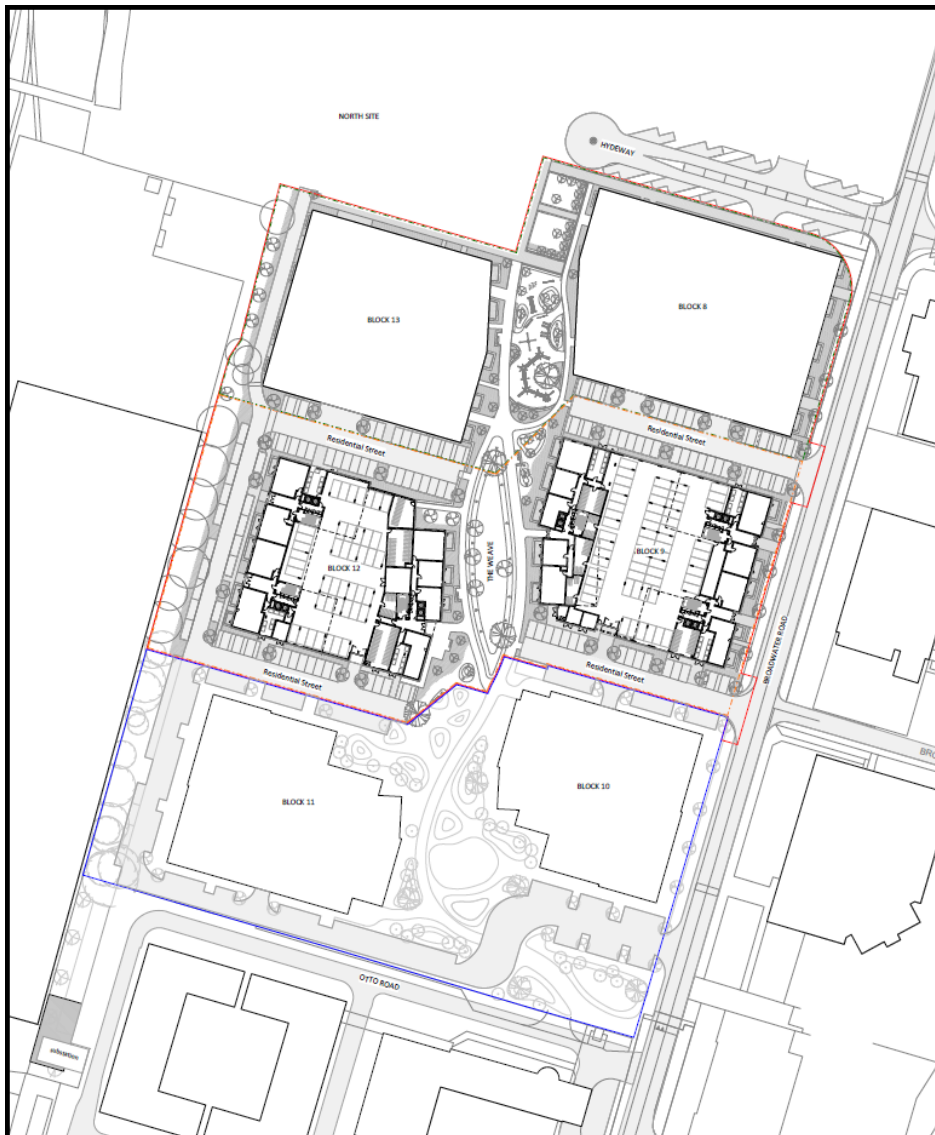 NORTH SITE
HYDEWAY
BLOCK 13
BLOCK 8
Residential Street
Residential Street
BLOCK 12
THE WEAVE
BLOCK 9
BROADWATER ROAD
Residential Street
Residential Street
BLOCK 11
BLOCK 10
BRO
OTTO ROAD